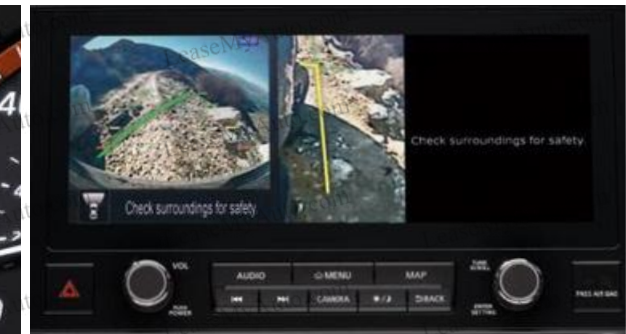 Check surroundings for safety.
Check surroundings for safety
VOL
PUSH
POWER
AUDIO
MENU
MAP
CAMERA
BACK
TUNE
SCROLL
ENTER
SETTING
PASS AIR BAG